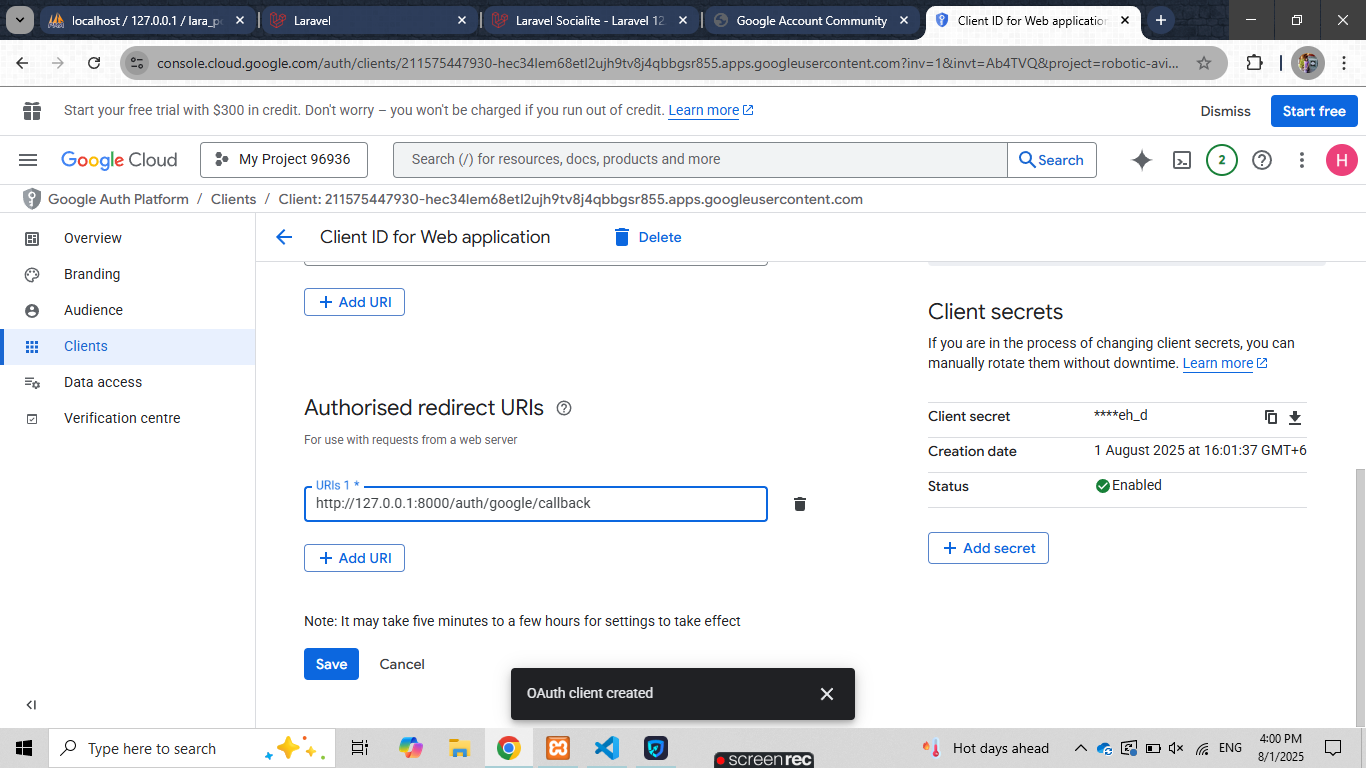 localhost / 127.0.0.1 / lara_p
Laravel
Laravel Socialite - Laravel 12.
Google Account Community
Client ID for Web application
console.cloud.google.com/auth/clients/211575447930-hec34lem68etl2ujh9tv8j4qbbgsr855.apps.googleusercontent.com?inv=1&invt=Ab4TVQ&project=robotic-avi...
Start your free trial with $300 in credit. Don't worry – you won't be charged if you run out of credit. Learn more
Dismiss
Start free
Google Cloud
My Project 96936
Search (/) for resources, docs, products and more
Search
2
H
Google Auth Platform / Clients / Client: 211575447930-hec34lem68etl2ujh9tv8j4qbbgsr855.apps.googleusercontent.com
Overview
Branding
Audience
Clients
Data access
Verification centre
Client ID for Web application
Delete
Add URI
Authorised redirect URIs
For use with requests from a web server
URIs 1 *
http://127.0.0.1:8000/auth/google/callback
Add URI
Note: It may take five minutes to a few hours for settings to take effect
Save
Cancel
Client secrets
If you are in the process of changing client secrets, you can
manually rotate them without downtime. Learn more
Client secret ****eh_d
Creation date 1 August 2025 at 16:01:37 GMT+6
Status Enabled
Add secret
OAuth client created
Type here to search
screenrec
Hot days ahead
ENG
4:00 PM
8/1/2025